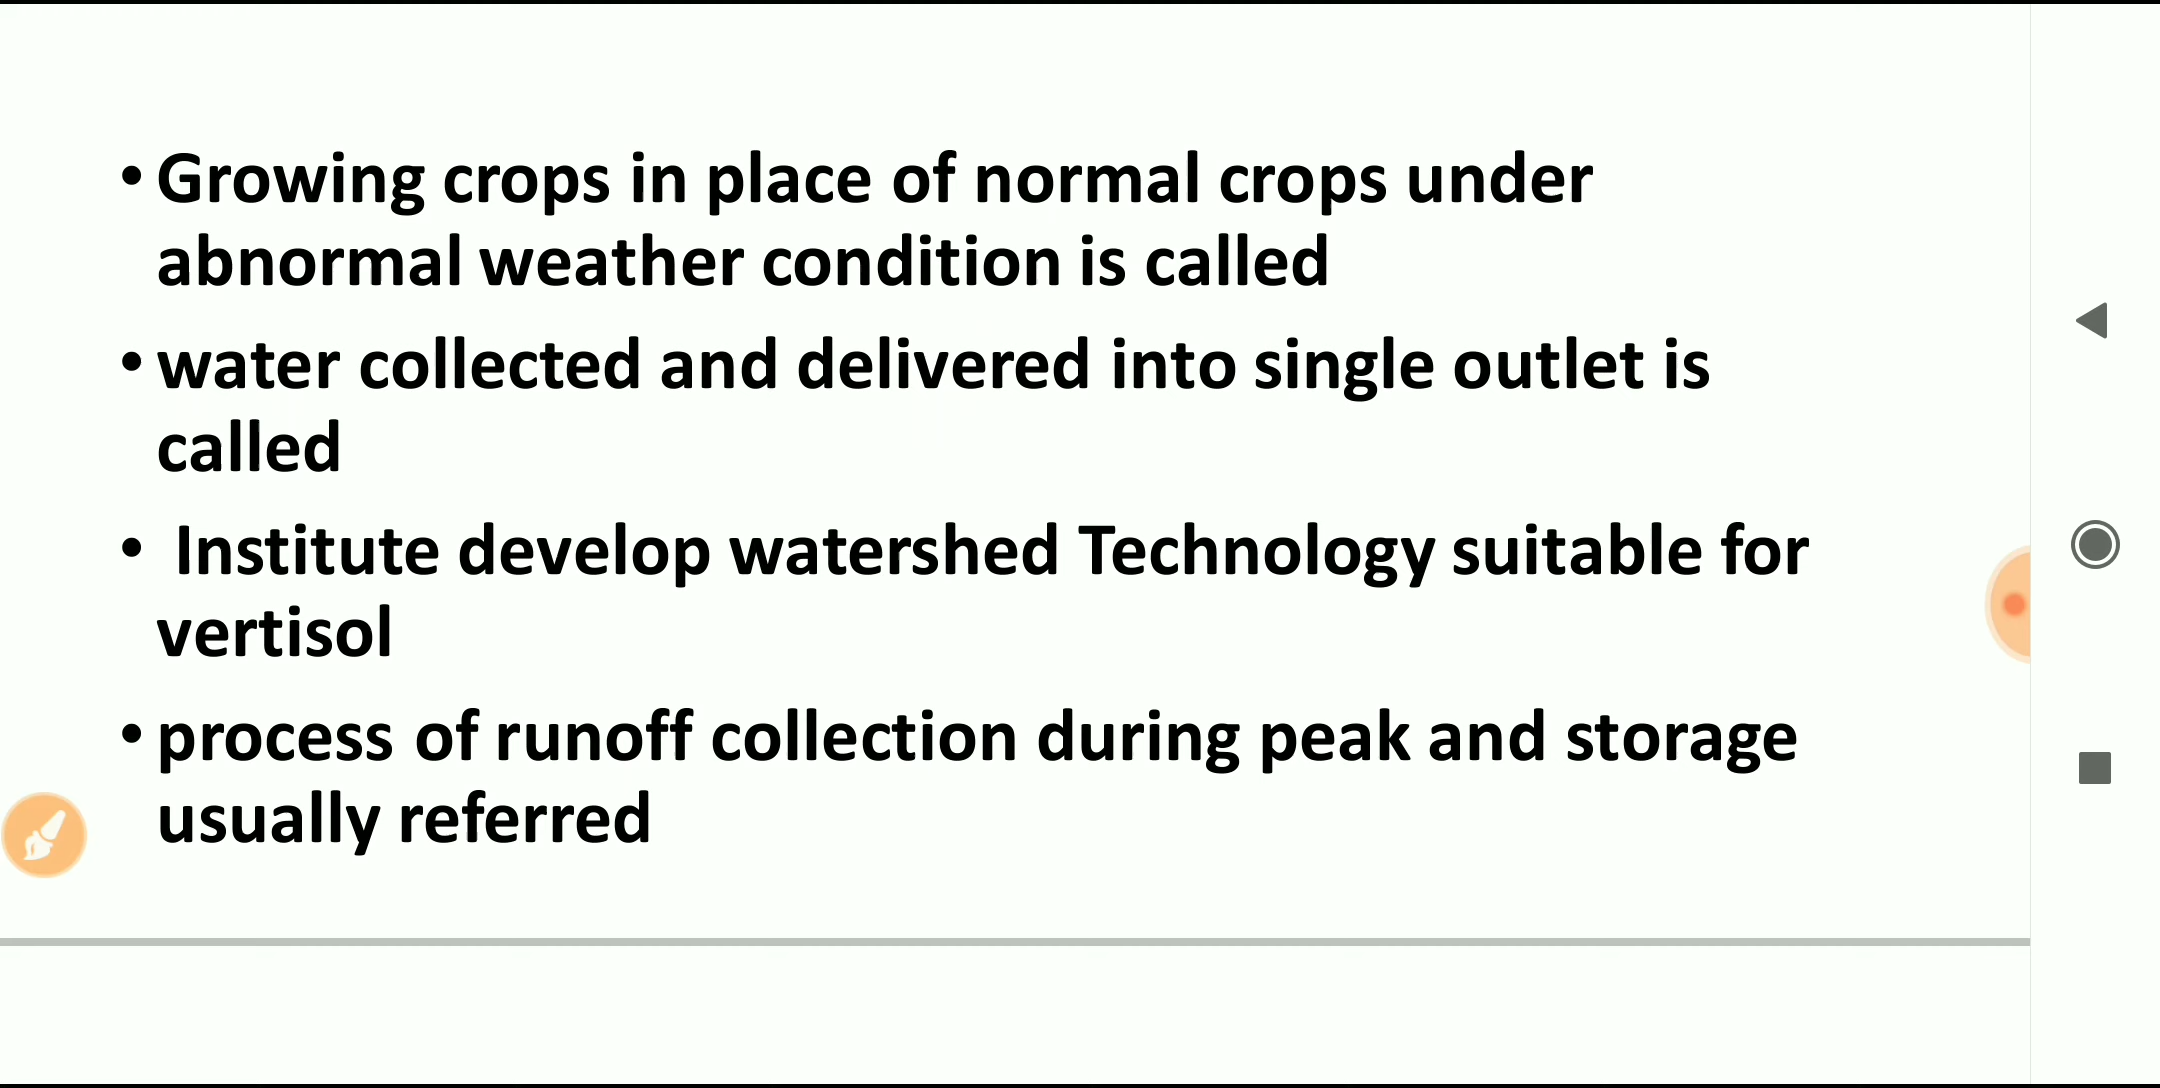 • Growing crops in place of normal crops under
abnormal weather condition is called
• water collected and delivered into single outlet is
called
• Institute develop watershed Technology suitable for
vertisol
• process of runoff collection during peak and storage
usually referred